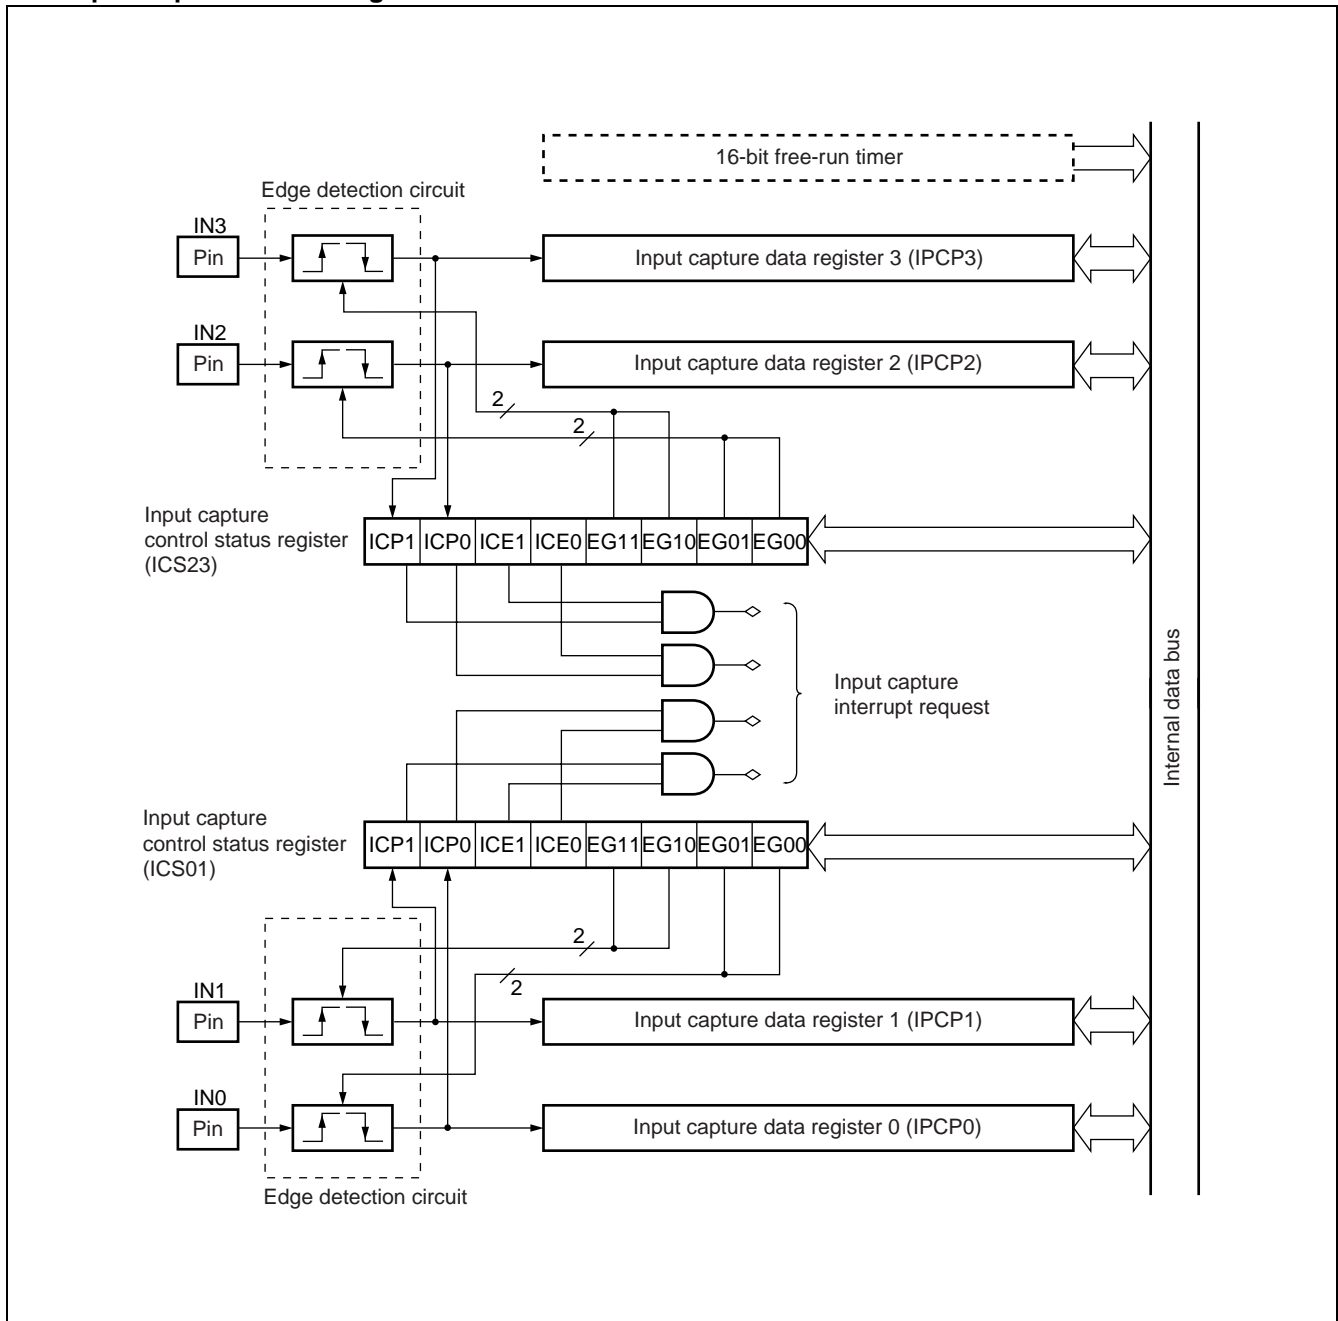 16-bit free-run timer
Edge detection circuit
IN3
Pin
Input capture data register 3 (IPCP3)
IN2
Pin
Input capture data register 2 (IPCP2)
2
2
Input capture
control status register
(ICS23)
ICP1 ICP0 ICE1 ICE0 EG11 EG10 EG01 EG00
Input capture
interrupt request
Internal data bus
Input capture
control status register
(ICS01)
ICP1 ICP0 ICE1 ICE0 EG11 EG10 EG01 EG00
2
2
IN1
Pin
Input capture data register 1 (IPCP1)
IN0
Pin
Input capture data register 0 (IPCP0)
Edge detection circuit